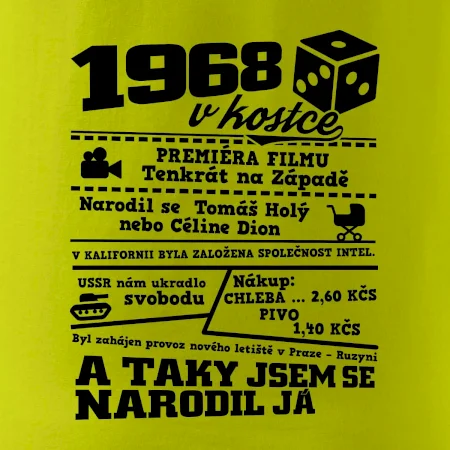 1968
v kostce
PREMIÉRA FILMU
Tenkrát na Západě
Narodil se Tomáš Holý
nebo Céline Dion
V KALIFORNII BYLA ZALOŽENA SPOLEČNOST INTEL.
USSR nám ukradlo
svobodu
Nákup:
CHLEBA ... 2,60 KČS
PIVO
1,40 KČS
Byl zahájen provoz nového letiště v Praze - Ruzyni
A TAKY JSEM SE
NARODIL JÁ